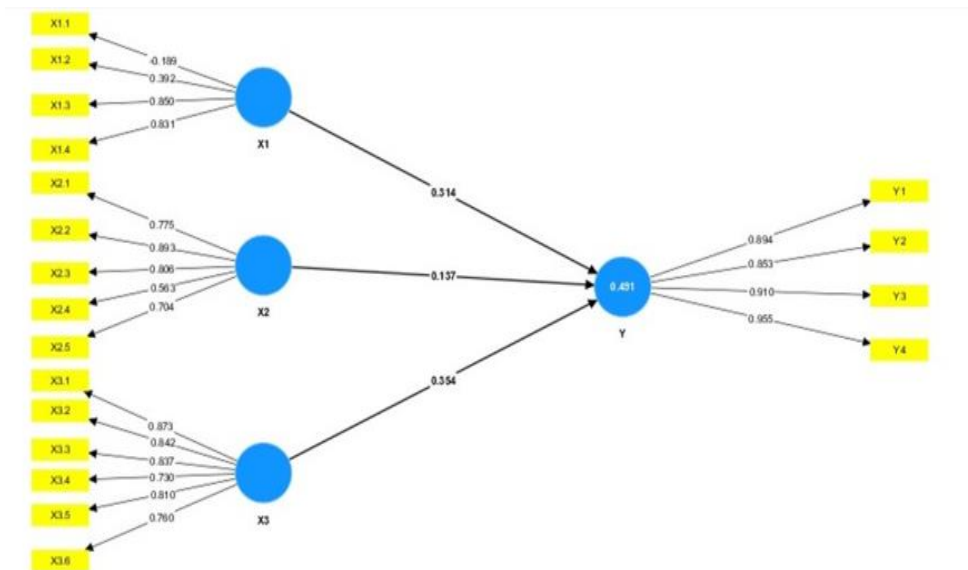 X1.1
X1.2
X1.3
X1.4
-0.189
0.392
0.850
0.831
X1
X2.1
X2.2
X2.3
X2.4
X2.5
0.775
0.893
0.806
0.563
0.704
X2
X3.1
X3.2
X3.3
X3.4
X3.5
X3.6
0.873
0.842
0.837
0.730
0.810
0.760
X3
0.314
0.137
0.354
0.431
Y
0.894
0.853
0.910
0.955
Y1
Y2
Y3
Y4